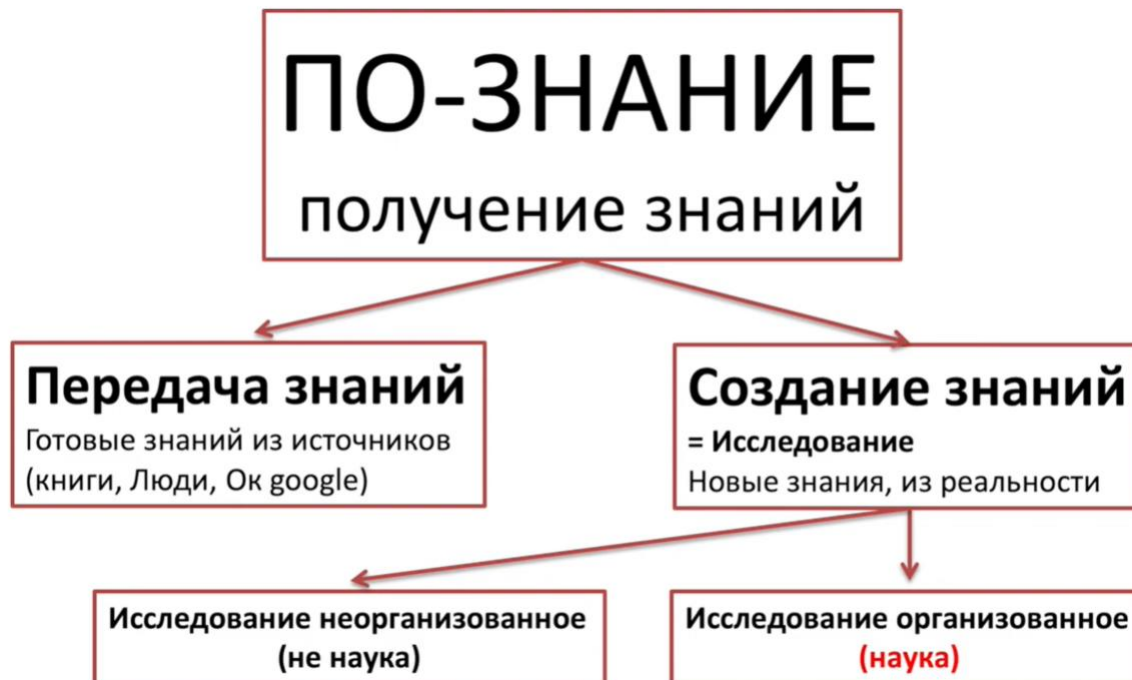 ПО-ЗНАНИЕ
получение знаний
Передача знаний
Готовые знаний из источников
(книги, Люди, Ок google)
Создание знаний
= Исследование
Новые знания, из реальности
Исследование неорганизованное
(не наука)
Исследование организованное
(наука)